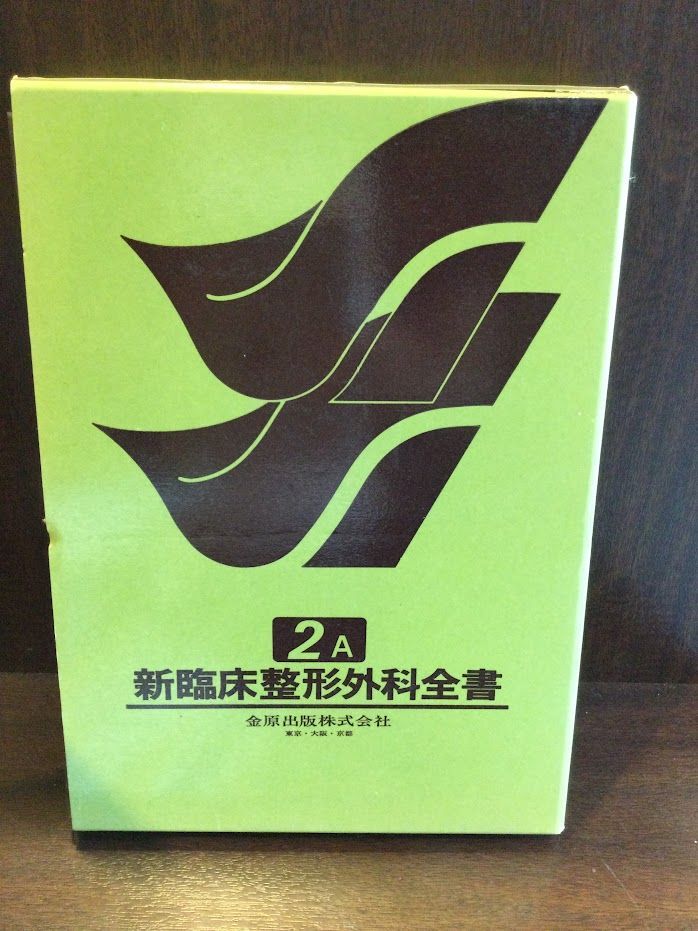 2A
新臨床整形外科全書
金原出版株式会社
東京・大阪・京都